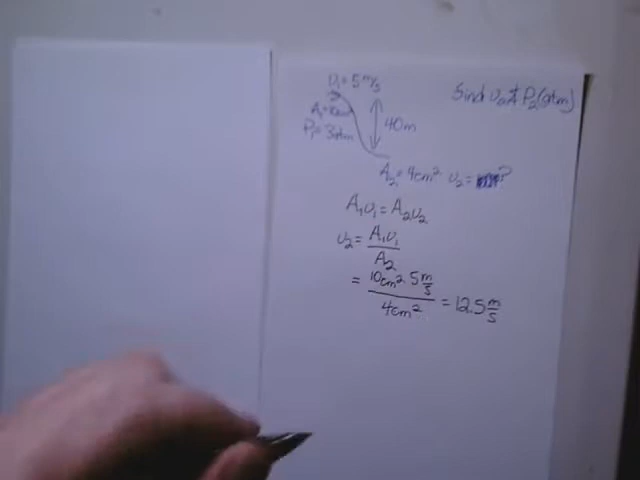 v₁ = 5 m/s
Find v₂ & P₂ (atm)
A₁ = 10cm²
P₁ = 3atm
40m
A₂ = 4cm² v₂ = ?
A₁v₁ = A₂v₂
v₂ = A₁v₁
A₂
= 10cm² 5 m/s
4cm²
= 12.5 m/s